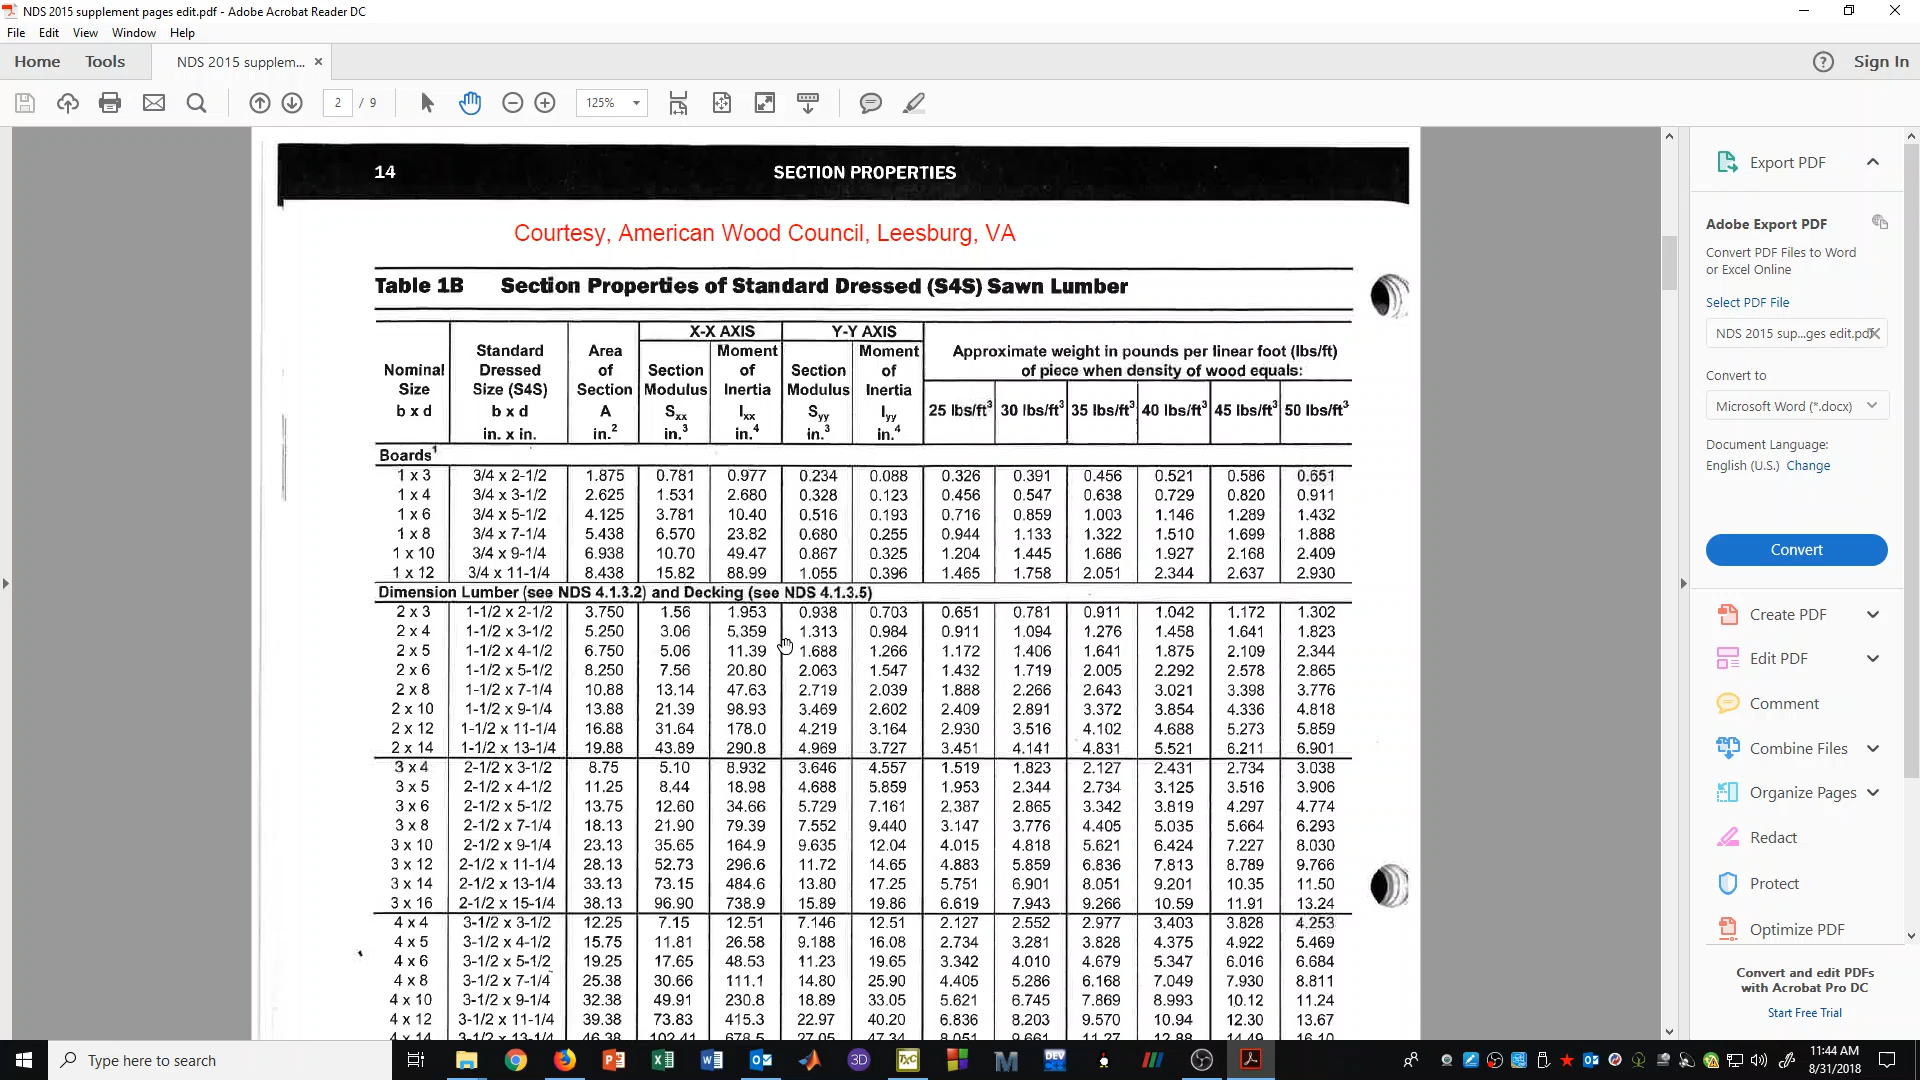 NDS 2015 supplement pages edit.pdf - Adobe Acrobat Reader DC
File Edit View Window Help
Home Tools NDS 2015 supplem... × Sign In
2 / 9 125%
14 SECTION PROPERTIES
Courtesy, American Wood Council, Leesburg, VA
Table 1B Section Properties of Standard Dressed (S4S) Sawn Lumber
X-X AXIS Y-Y AXIS
Nominal Size b x d
Standard Dressed Size (S4S) b x d in. x in.
Area of Section A in.²
Section Modulus Sxx in.³
Moment of Inertia Ixx in.⁴
Section Modulus Syy in.³
Moment of Inertia Iyy in.⁴
Approximate weight in pounds per linear foot (lbs/ft)
of piece when density of wood equals:
25 lbs/ft³ 30 lbs/ft³ 35 lbs/ft³ 40 lbs/ft³ 45 lbs/ft³ 50 lbs/ft³
Boards¹
1 x 3 3/4 x 2-1/2 1.875 0.781 0.977 0.234 0.088 0.326 0.391 0.456 0.521 0.586 0.651
1 x 4 3/4 x 3-1/2 2.625 1.531 2.680 0.328 0.123 0.456 0.547 0.638 0.729 0.820 0.911
1 x 6 3/4 x 5-1/2 4.125 3.781 10.40 0.516 0.193 0.716 0.859 1.003 1.146 1.289 1.432
1 x 8 3/4 x 7-1/4 5.438 6.570 23.82 0.680 0.255 0.944 1.133 1.322 1.510 1.699 1.888
1 x 10 3/4 x 9-1/4 6.938 10.70 49.47 0.867 0.325 1.204 1.445 1.686 1.927 2.168 2.409
1 x 12 3/4 x 11-1/4 8.438 15.82 88.99 1.055 0.396 1.465 1.758 2.051 2.344 2.637 2.930
Dimension Lumber (see NDS 4.1.3.2) and Decking (see NDS 4.1.3.5)
2 x 3 1-1/2 x 2-1/2 3.750 1.56 1.953 0.938 0.703 0.651 0.781 0.911 1.042 1.172 1.302
2 x 4 1-1/2 x 3-1/2 5.250 3.06 5.359 1.313 0.984 0.911 1.094 1.276 1.458 1.641 1.823
2 x 5 1-1/2 x 4-1/2 6.750 5.06 11.39 1.688 1.266 1.172 1.406 1.641 1.875 2.109 2.344
2 x 6 1-1/2 x 5-1/2 8.250 7.56 20.80 2.063 1.547 1.432 1.719 2.005 2.292 2.578 2.865
2 x 8 1-1/2 x 7-1/4 10.88 13.14 47.63 2.719 2.039 1.888 2.266 2.643 3.021 3.398 3.776
2 x 10 1-1/2 x 9-1/4 13.88 21.39 98.93 3.469 2.602 2.409 2.891 3.372 3.854 4.336 4.818
2 x 12 1-1/2 x 11-1/4 16.88 31.64 178.0 4.219 3.164 2.930 3.516 4.102 4.688 5.273 5.859
2 x 14 1-1/2 x 13-1/4 19.88 43.89 290.8 4.969 3.727 3.451 4.141 4.831 5.521 6.211 6.901
3 x 4 2-1/2 x 3-1/2 8.75 5.10 8.932 3.646 4.557 1.519 1.823 2.127 2.431 2.734 3.038
3 x 5 2-1/2 x 4-1/2 11.25 8.44 18.98 4.688 5.859 1.953 2.344 2.734 3.125 3.516 3.906
3 x 6 2-1/2 x 5-1/2 13.75 12.60 34.66 5.729 7.161 2.387 2.865 3.342 3.819 4.297 4.774
3 x 8 2-1/2 x 7-1/4 18.13 21.90 79.39 7.552 9.440 3.147 3.776 4.405 5.035 5.664 6.293
3 x 10 2-1/2 x 9-1/4 23.13 35.65 164.9 9.635 12.04 4.015 4.818 5.621 6.424 7.227 8.030
3 x 12 2-1/2 x 11-1/4 28.13 52.73 296.6 11.72 14.65 4.883 5.859 6.836 7.813 8.789 9.766
3 x 14 2-1/2 x 13-1/4 33.13 73.15 484.6 13.80 17.25 5.751 6.901 8.051 9.201 10.35 11.50
3 x 16 2-1/2 x 15-1/4 38.13 96.90 738.9 15.89 19.86 6.619 7.943 9.266 10.59 11.91 13.24
4 x 4 3-1/2 x 3-1/2 12.25 7.15 12.51 7.146 12.51 2.127 2.552 2.977 3.403 3.828 4.253
4 x 5 3-1/2 x 4-1/2 15.75 11.81 26.58 9.188 16.08 2.734 3.281 3.828 4.375 4.922 5.469
4 x 6 3-1/2 x 5-1/2 19.25 17.65 48.53 11.23 19.65 3.342 4.010 4.679 5.347 6.016 6.684
4 x 8 3-1/2 x 7-1/4 25.38 30.66 111.1 14.80 25.90 4.405 5.286 6.168 7.049 7.930 8.811
4 x 10 3-1/2 x 9-1/4 32.38 49.91 230.8 18.89 33.05 5.621 6.745 7.869 8.993 10.12 11.24
4 x 12 3-1/2 x 11-1/4 39.38 73.83 415.3 22.97 40.20 6.836 8.203 9.570 10.94 12.30 13.67
Export PDF
Adobe Export PDF
Convert PDF Files to Word
or Excel Online
Select PDF File
NDS 2015 sup...ges edit.pdf
Convert to
Microsoft Word (*.docx)
Document Language:
English (U.S.) Change
Convert
Create PDF
Edit PDF
Comment
Combine Files
Organize Pages
Redact
Protect
Optimize PDF
Convert and edit PDFs
with Acrobat Pro DC
Start Free Trial
Type here to search
11:44 AM
8/31/2018